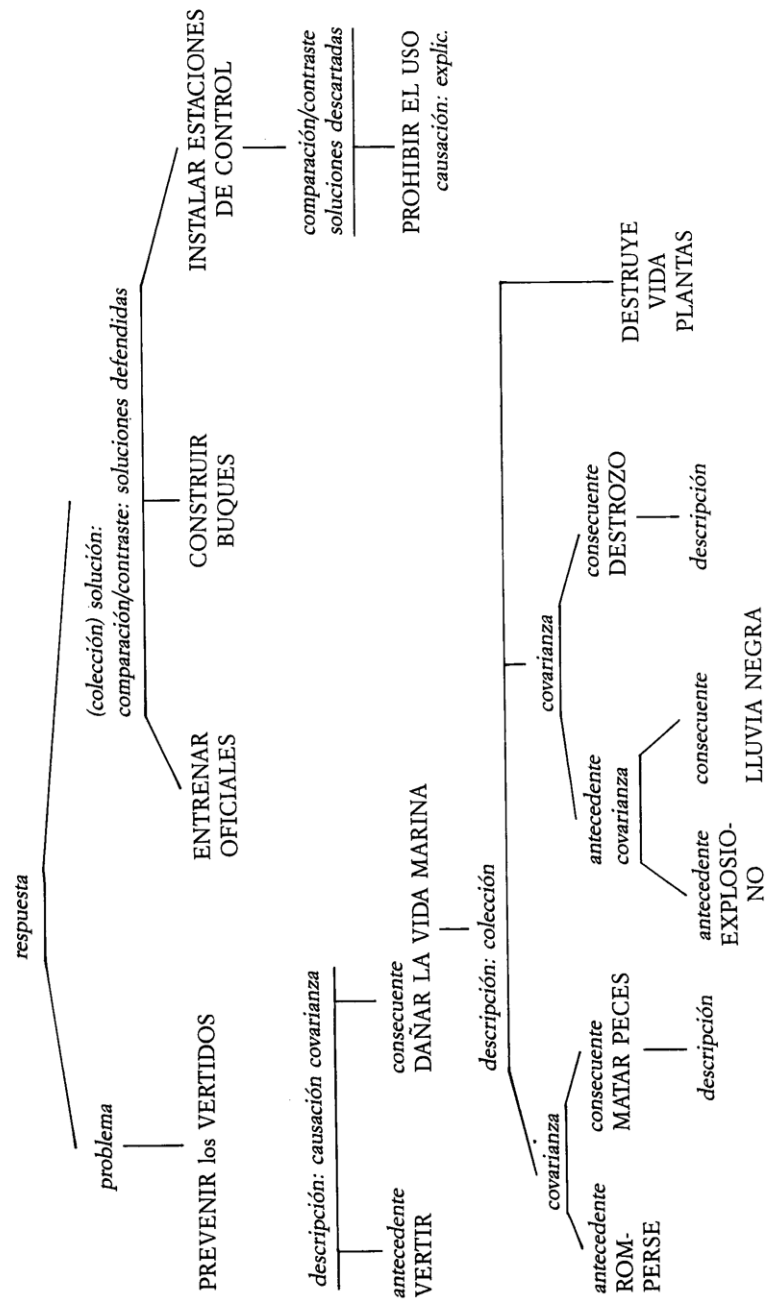 respuesta
problema
PREVENIR los VERTIDOS
(colección) solución:
comparación/contraste: soluciones defendidas
ENTRENAR
OFICIALES
CONSTRUIR
BUQUES
INSTALAR ESTACIONES
DE CONTROL
comparación/contraste
soluciones descartadas
PROHIBIR EL USO
causación: explic.
descripción: causación covarianza
antecedente
VERTIR
consecuente
DAÑAR LA VIDA MARINA
descripción: colección
covarianza
antecedente
ROM-
PERSE
consecuente
MATAR PECES
descripción
covarianza
antecedente
covarianza
antecedente
EXPLOSIO-
NO
consecuente
LLUVIA NEGRA
consecuente
DESTROZO
descripción
DESTRUYE
VIDA
PLANTAS